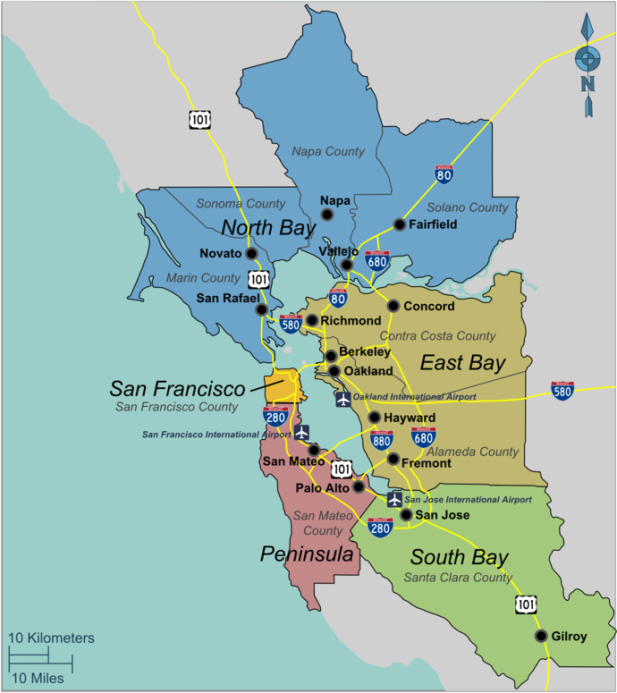 N
101
Napa County
80
Sonoma County
Napa
Solano County
North Bay
Fairfield
Novato
Vallejo
680
Marin County
101
San Rafael
80
Concord
580
Richmond
Contra Costa County
Berkeley
East Bay
Oakland
San Francisco
580
Oakland International Airport
San Francisco County
280
Hayward
San Francisco International Airport
880
680
Alameda County
San Mateo
101
Fremont
Palo Alto
San Jose International Airport
San Mateo
County
280
San Jose
Peninsula
South Bay
Santa Clara County
101
10 Kilometers
Gilroy
10 Miles